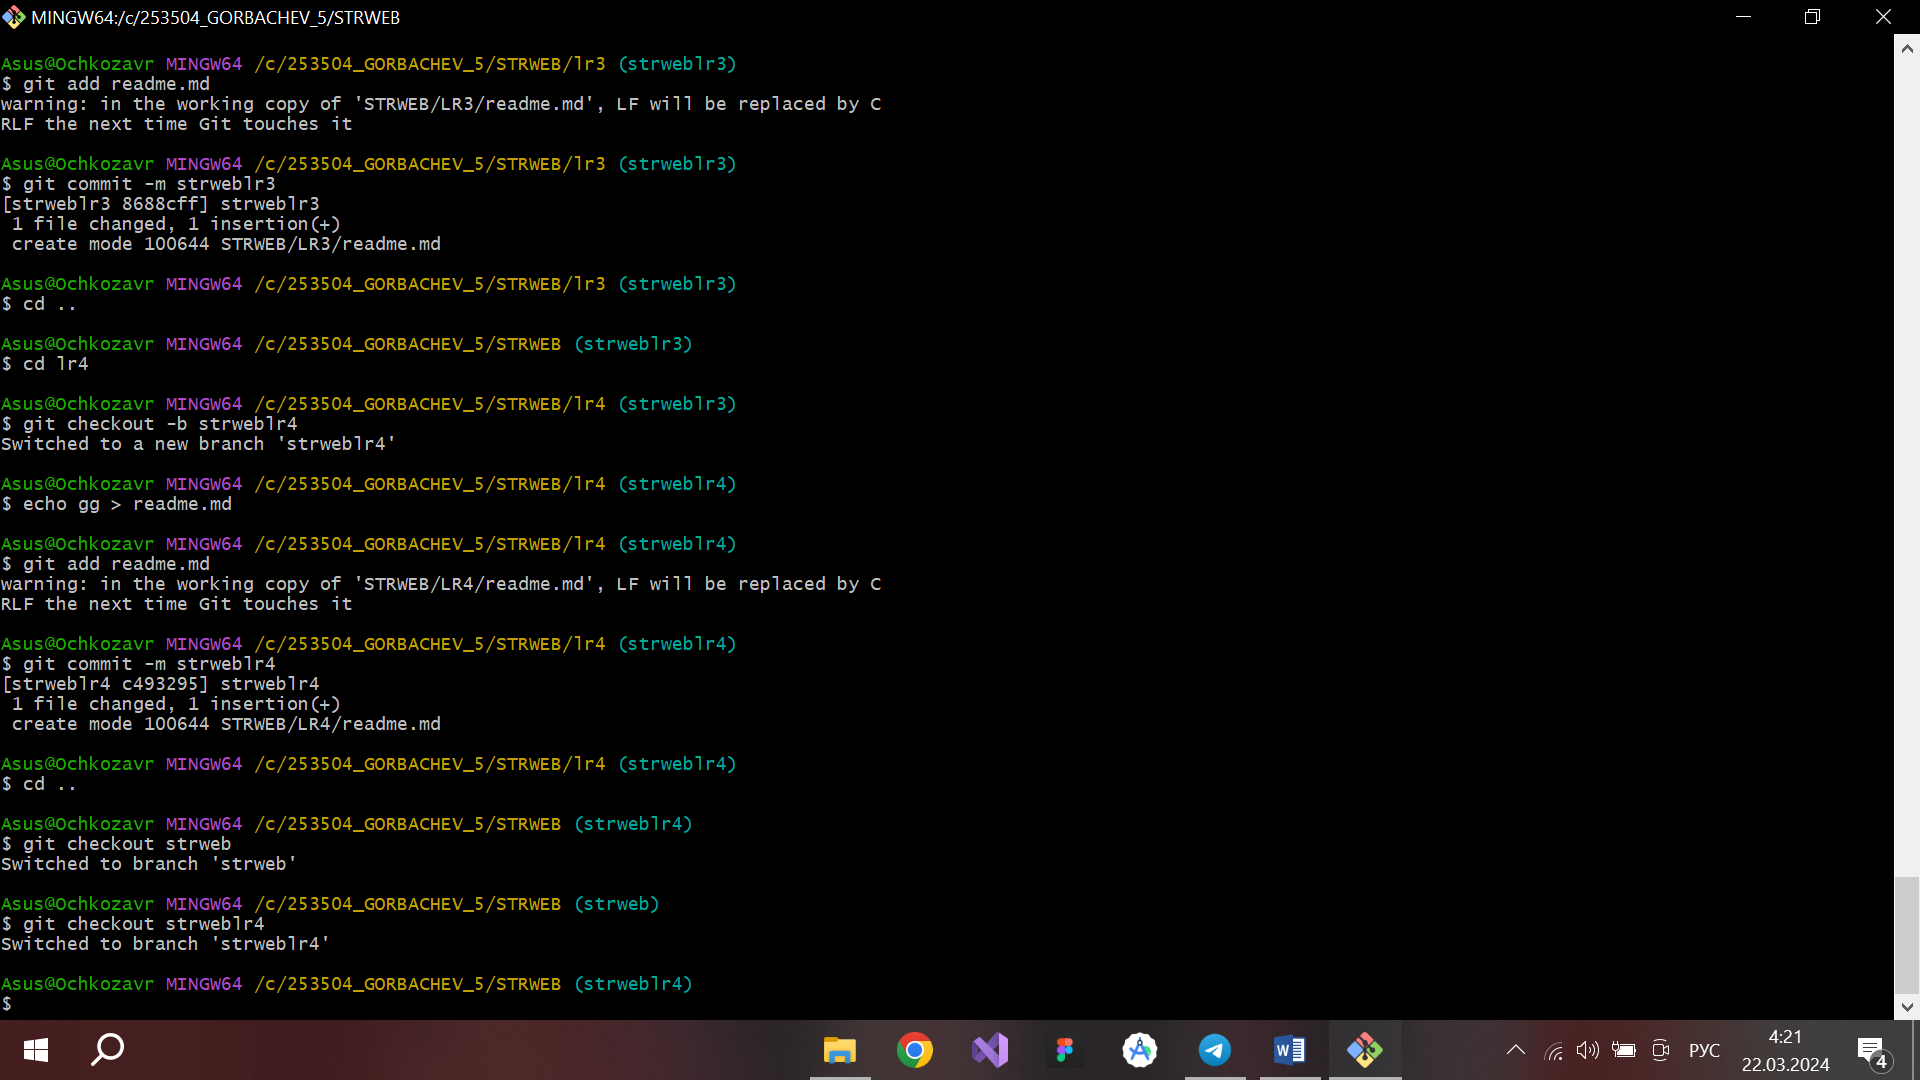 MINGW64:/c/253504_GORBACHEV_5/STRWEB
Asus@Ochkozavr MINGW64 /c/253504_GORBACHEV_5/STRWEB/lr3 (strweblr3)
$ git add readme.md
warning: in the working copy of 'STRWEB/LR3/readme.md', LF will be replaced by C
RLF the next time Git touches it
Asus@Ochkozavr MINGW64 /c/253504_GORBACHEV_5/STRWEB/lr3 (strweblr3)
$ git commit -m strweblr3
[strweblr3 8688cff] strweblr3
1 file changed, 1 insertion(+)
create mode 100644 STRWEB/LR3/readme.md
Asus@Ochkozavr MINGW64 /c/253504_GORBACHEV_5/STRWEB/lr3 (strweblr3)
$ cd ..
Asus@Ochkozavr MINGW64 /c/253504_GORBACHEV_5/STRWEB (strweblr3)
$ cd lr4
Asus@Ochkozavr MINGW64 /c/253504_GORBACHEV_5/STRWEB/lr4 (strweblr3)
$ git checkout -b strweblr4
Switched to a new branch 'strweblr4'
Asus@Ochkozavr MINGW64 /c/253504_GORBACHEV_5/STRWEB/lr4 (strweblr4)
$ echo gg > readme.md
Asus@Ochkozavr MINGW64 /c/253504_GORBACHEV_5/STRWEB/lr4 (strweblr4)
$ git add readme.md
warning: in the working copy of 'STRWEB/LR4/readme.md', LF will be replaced by C
RLF the next time Git touches it
Asus@Ochkozavr MINGW64 /c/253504_GORBACHEV_5/STRWEB/lr4 (strweblr4)
$ git commit -m strweblr4
[strweblr4 c493295] strweblr4
1 file changed, 1 insertion(+)
create mode 100644 STRWEB/LR4/readme.md
Asus@Ochkozavr MINGW64 /c/253504_GORBACHEV_5/STRWEB/lr4 (strweblr4)
$ cd ..
Asus@Ochkozavr MINGW64 /c/253504_GORBACHEV_5/STRWEB (strweblr4)
$ git checkout strweb
Switched to branch 'strweb'
Asus@Ochkozavr MINGW64 /c/253504_GORBACHEV_5/STRWEB (strweb)
$ git checkout strweblr4
Switched to branch 'strweblr4'
Asus@Ochkozavr MINGW64 /c/253504_GORBACHEV_5/STRWEB (strweblr4)
$
W
РУС
4:21
22.03.2024
4